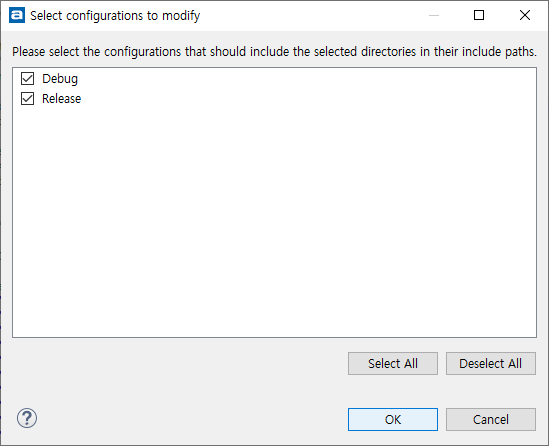 Select configurations to modify
Please select the configurations that should include the selected directories in their include paths.
Debug
Release
Select All
Deselect All
OK
Cancel